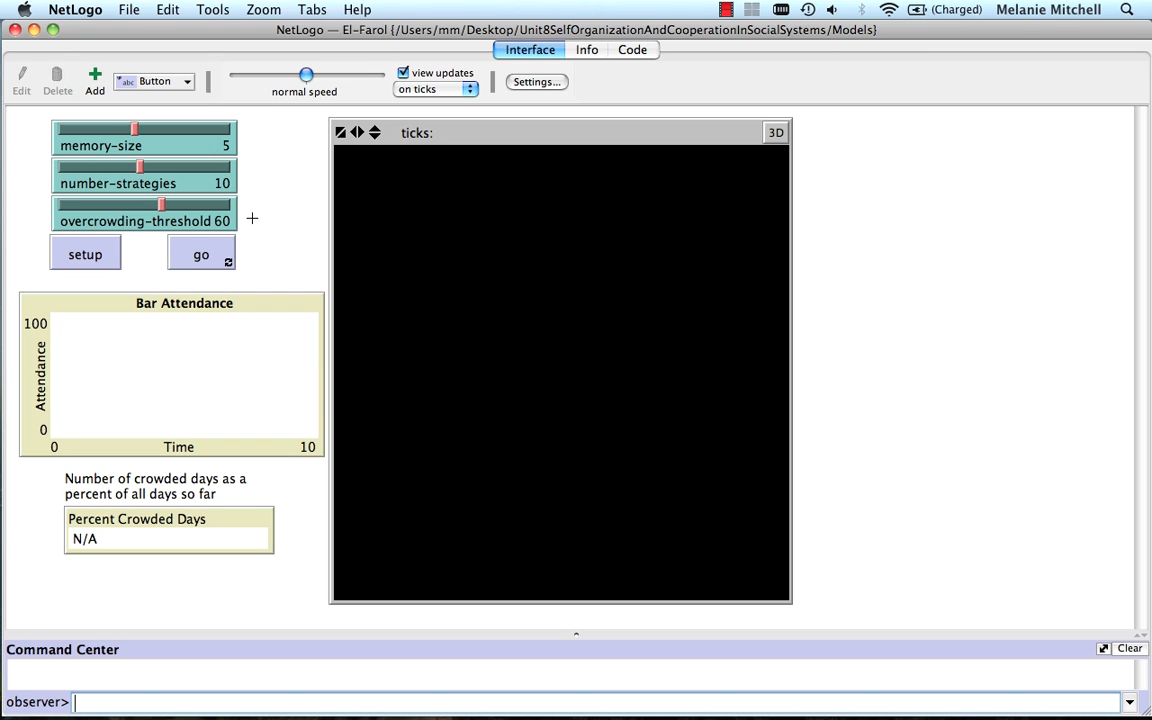 NetLogo File Edit Tools Zoom Tabs Help (Charged) Melanie Mitchell
NetLogo — El-Farol {/Users/mm/Desktop/Unit8SelfOrganizationAndCooperationInSocialSystems/Models}
Interface Info Code
Edit Delete Add abc Button normal speed view updates on ticks Settings...
memory-size 5
number-strategies 10
overcrowding-threshold 60
setup go
ticks: 3D
Bar Attendance
100
Attendance
0
0 Time 10
Number of crowded days as a
percent of all days so far
Percent Crowded Days
N/A
Command Center Clear
observer>